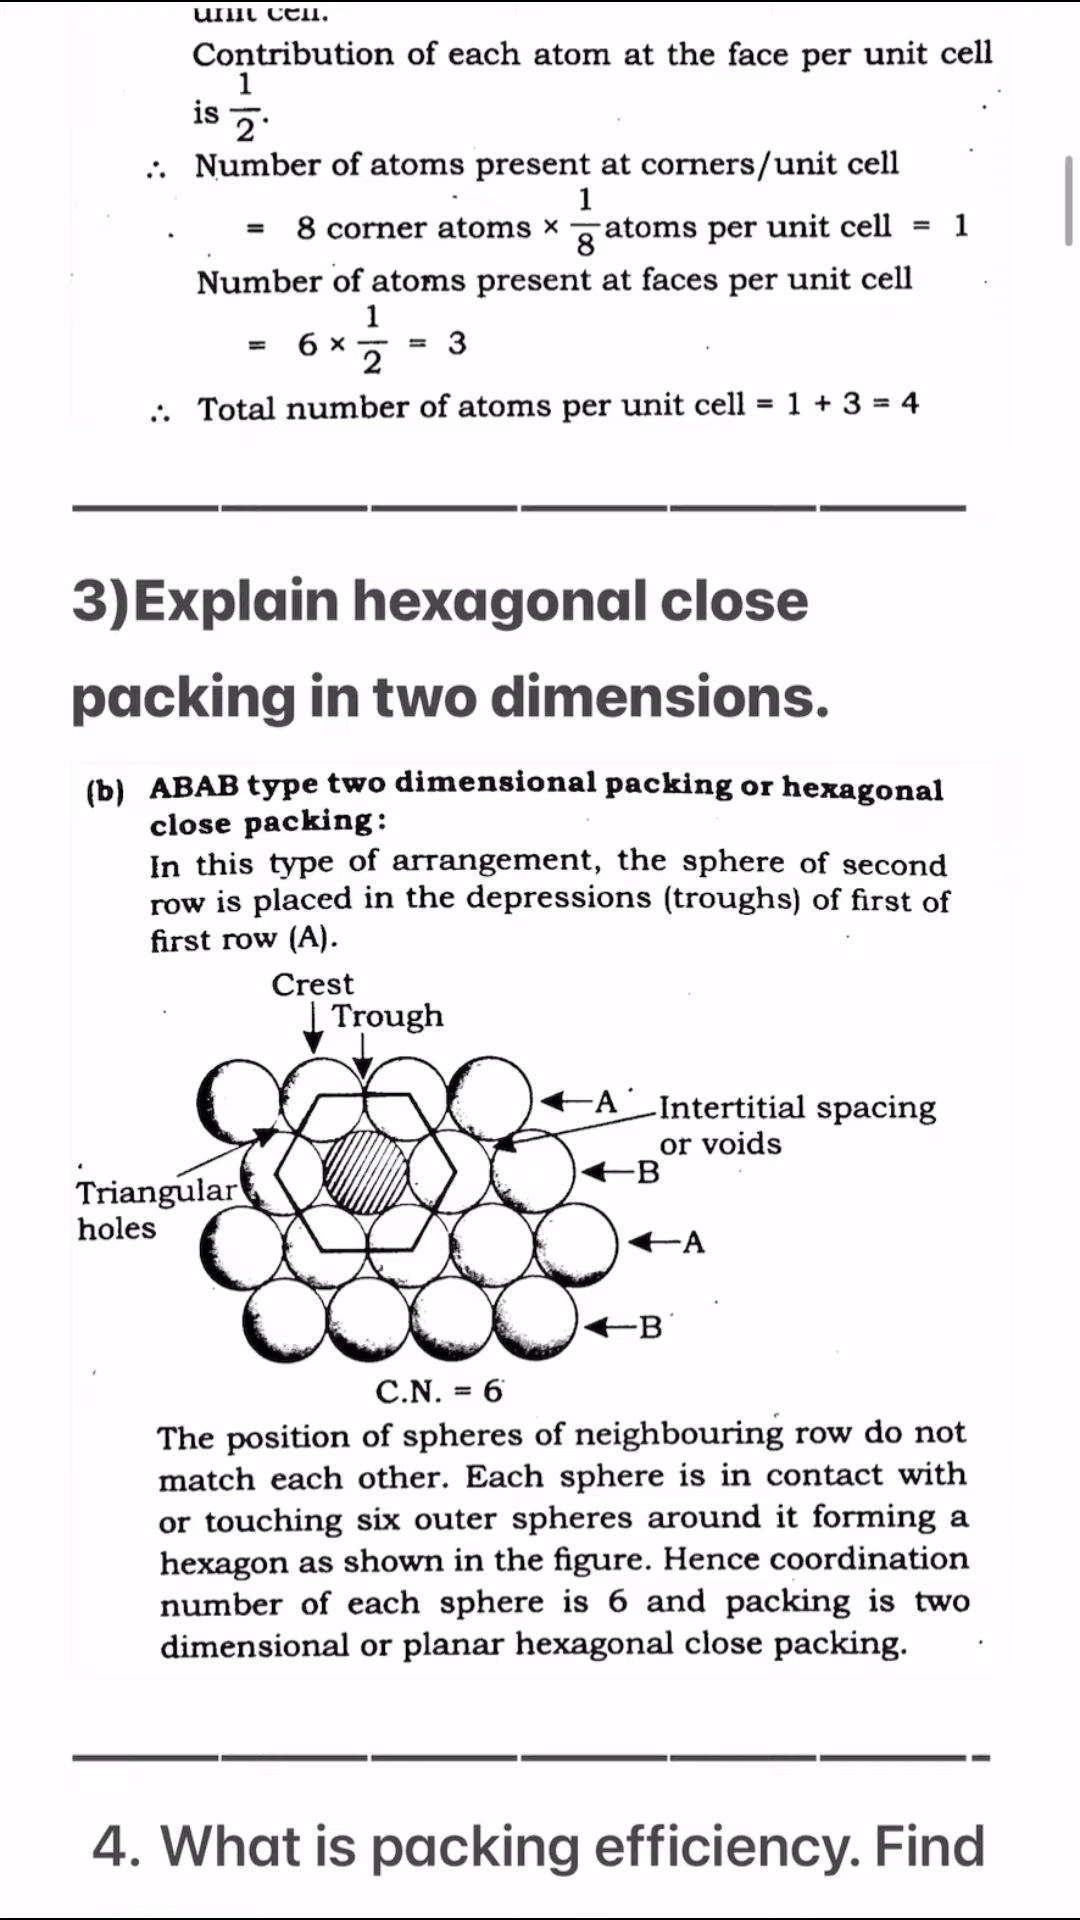 unit cell.
Contribution of each atom at the face per unit cell
is 1/2.
∴ Number of atoms present at corners/unit cell
= 8 corner atoms × 1/8 atoms per unit cell = 1
Number of atoms present at faces per unit cell
= 6 × 1/2 = 3
∴ Total number of atoms per unit cell = 1 + 3 = 4
3)Explain hexagonal close
packing in two dimensions.
(b) ABAB type two dimensional packing or hexagonal
close packing:
In this type of arrangement, the sphere of second
row is placed in the depressions (troughs) of first of
first row (A).
Crest
Trough
A
Intertitial spacing
or voids
B
Triangular
holes
A
B
C.N. = 6
The position of spheres of neighbouring row do not
match each other. Each sphere is in contact with
or touching six outer spheres around it forming a
hexagon as shown in the figure. Hence coordination
number of each sphere is 6 and packing is two
dimensional or planar hexagonal close packing.
4. What is packing efficiency. Find